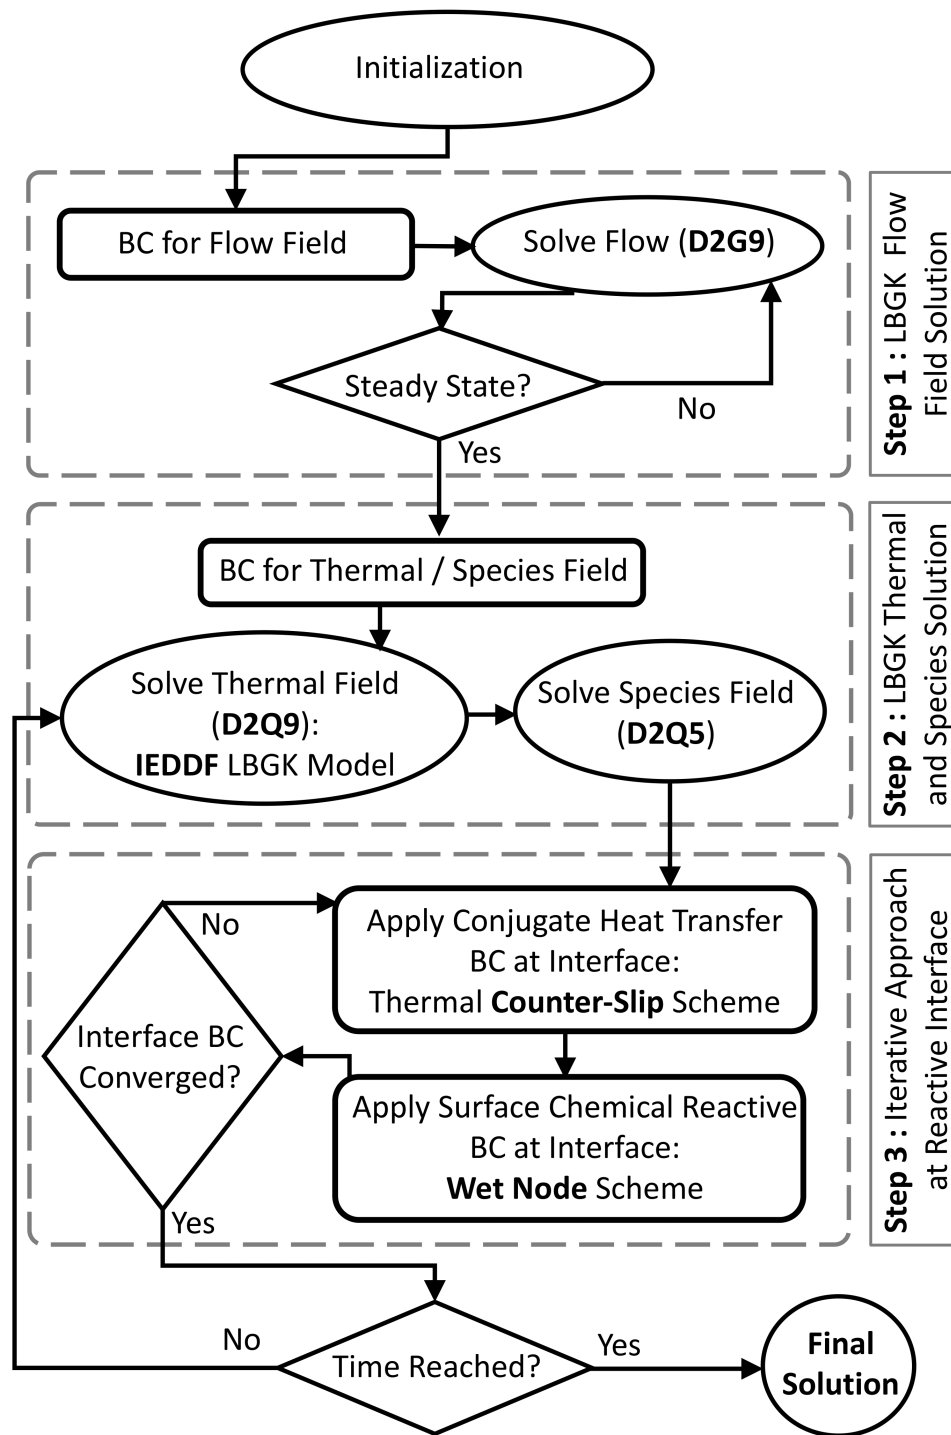 Initialization
BC for Flow Field
Solve Flow (D2G9)
Steady State?
No
Yes
Step 1 : LBGK Flow
Field Solution
BC for Thermal / Species Field
Solve Thermal Field
(D2Q9):
IEDDF LBGK Model
Solve Species Field
(D2Q5)
Step 2 : LBGK Thermal
and Species Solution
No
Apply Conjugate Heat Transfer
BC at Interface:
Thermal Counter-Slip Scheme
Interface BC
Converged?
Apply Surface Chemical Reactive
BC at Interface:
Wet Node Scheme
Yes
Step 3 : Iterative Approach
at Reactive Interface
No
Time Reached?
Yes
Final
Solution